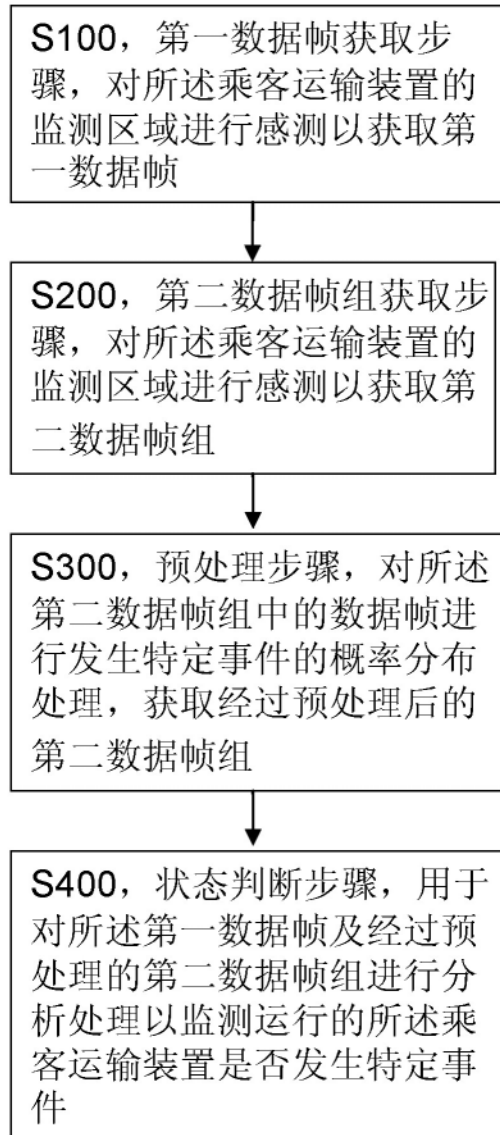 S100，第一数据帧获取步
骤，对所述乘客运输装置的
监测区域进行感测以获取第
一数据帧
S200，第二数据帧组获取步
骤，对所述乘客运输装置的
监测区域进行感测以获取第
二数据帧组
S300，预处理步骤，对所述
第二数据帧组中的数据帧进
行发生特定事件的概率分布
处理，获取经过预处理后的
第二数据帧组
S400，状态判断步骤，用于
对所述第一数据帧及经过预
处理的第二数据帧组进行分
析处理以监测运行的所述乘
客运输装置是否发生特定事
件